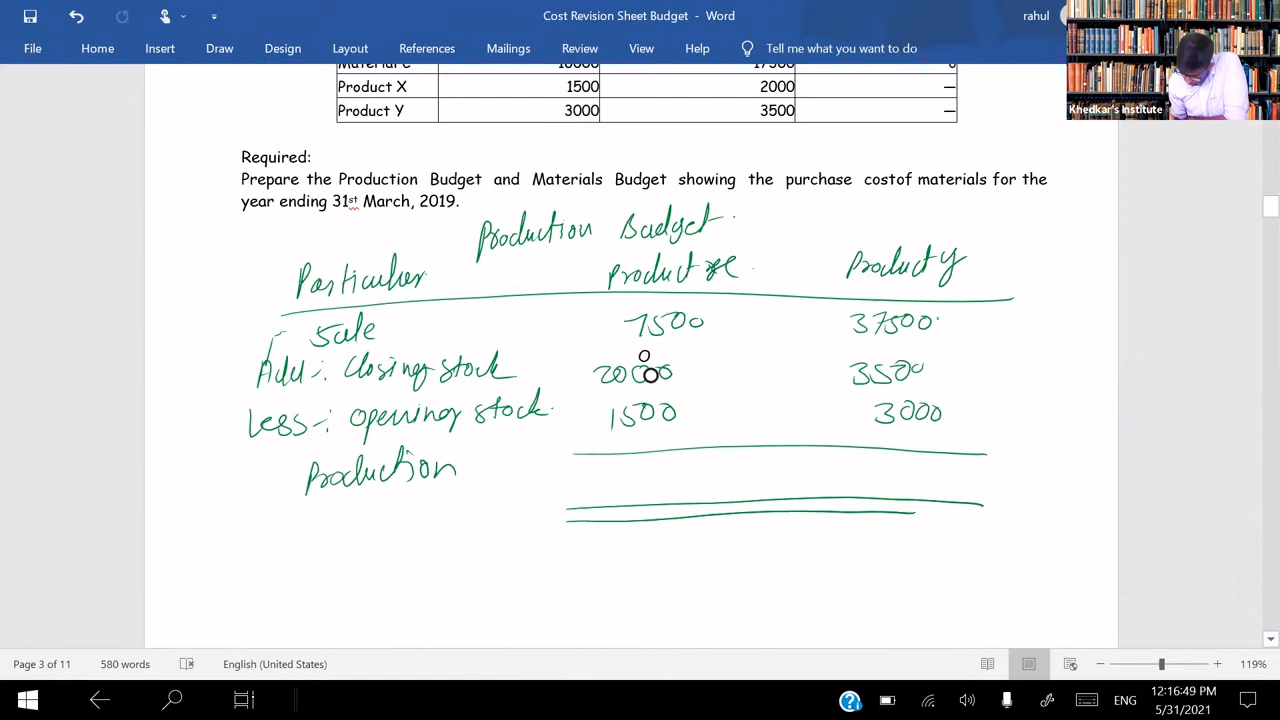 Cost Revision Sheet Budget - Word
rahul
File Home Insert Draw Design Layout References Mailings Review View Help Tell me what you want to do
Khedkar's Institute
Product X 1500 2000 —
Product Y 3000 3500 —
Required:
Prepare the Production Budget and Materials Budget showing the purchase costof materials for the
year ending 31st March, 2019.
Production Budget
Particular Product x Product y
Sale 7500 37500
Add :- Closing stock 2000 3500
Less :- opening stock 1500 3000
Production
Page 3 of 11 580 words English (United States) 119%
ENG 12:16:49 PM
5/31/2021